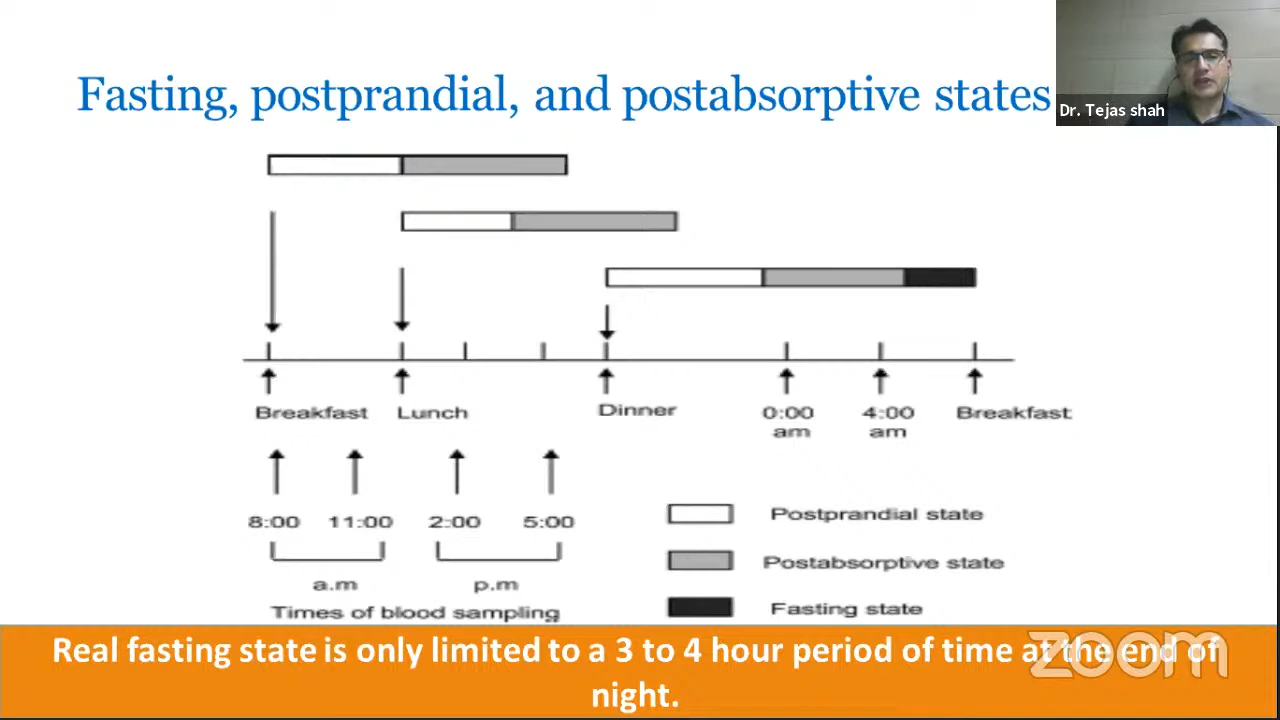 Fasting, postprandial, and postabsorptive states
Dr. Tejas shah
Breakfast Lunch Dinner 0:00 am 4:00 am Breakfast
8:00 11:00 2:00 5:00
a.m p.m
Times of blood sampling
Postprandial state
Postabsorptive state
Fasting state
Real fasting state is only limited to a 3 to 4 hour period of time at the end of
night.
zoom